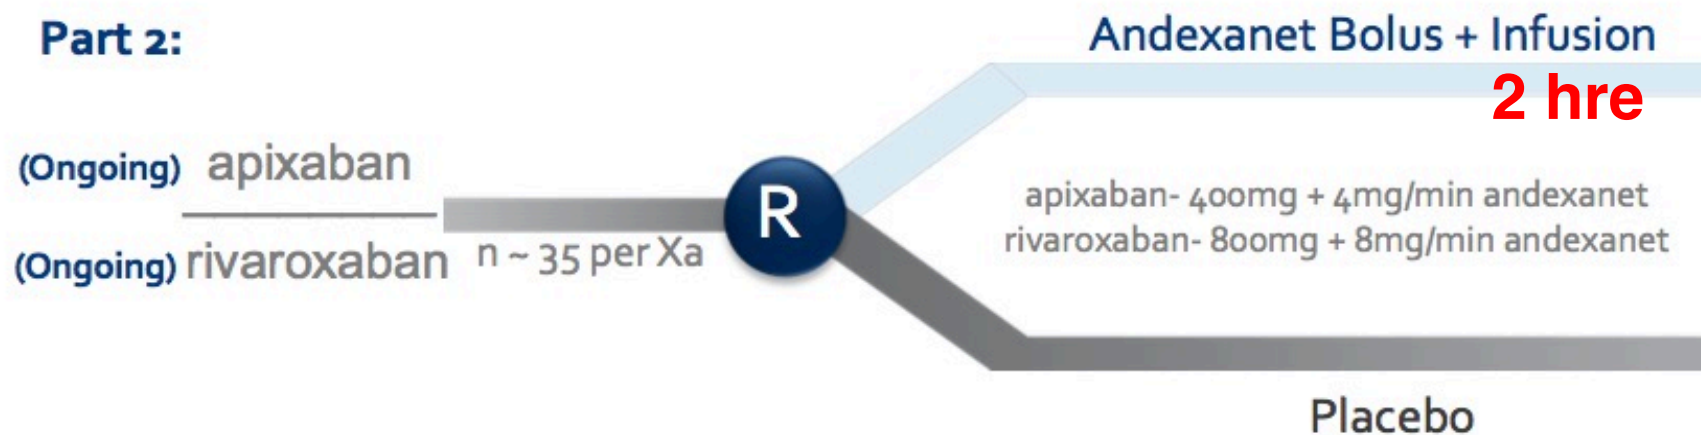 Part 2:
Andexanet Bolus + Infusion
2 hre
(Ongoing) apixaban
(Ongoing) rivaroxaban
n ~ 35 per Xa
R
apixaban- 400mg + 4mg/min andexanet
rivaroxaban- 800mg + 8mg/min andexanet
Placebo